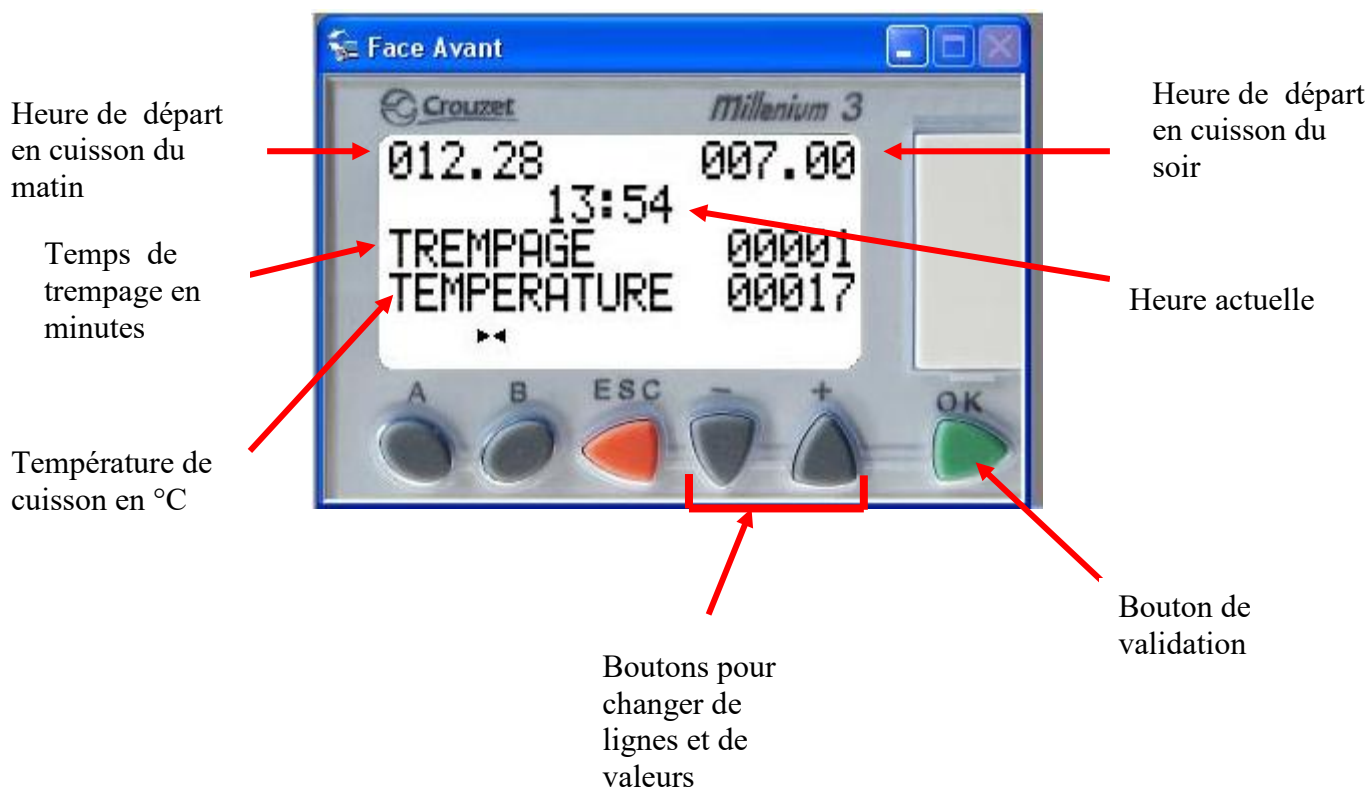 Face Avant
Crouzet
Millenium 3
Heure de départ
en cuisson du
matin
Heure de départ
en cuisson du
soir
012.28 007.00
13:54
TREMPAGE 00001
TEMPERATURE 00017
Temps de
trempage en
minutes
Heure actuelle
A B ESC - + OK
Température de
cuisson en °C
Bouton de
validation
Boutons pour
changer de
lignes et de
valeurs